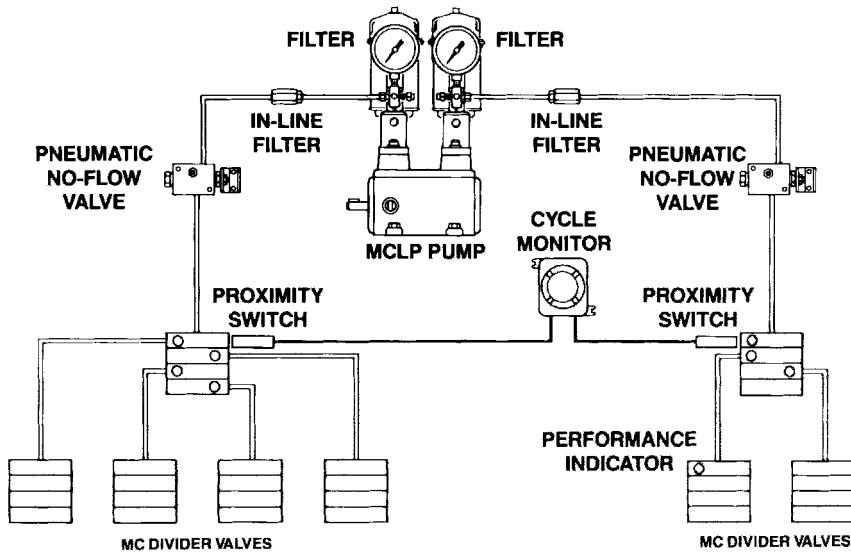 FILTER
FILTER
IN-LINE
FILTER
IN-LINE
FILTER
PNEUMATIC
NO-FLOW
VALVE
PNEUMATIC
NO-FLOW
VALVE
MCLP PUMP
CYCLE
MONITOR
PROXIMITY
SWITCH
PROXIMITY
SWITCH
PERFORMANCE
INDICATOR
MC DIVIDER VALVES
MC DIVIDER VALVES